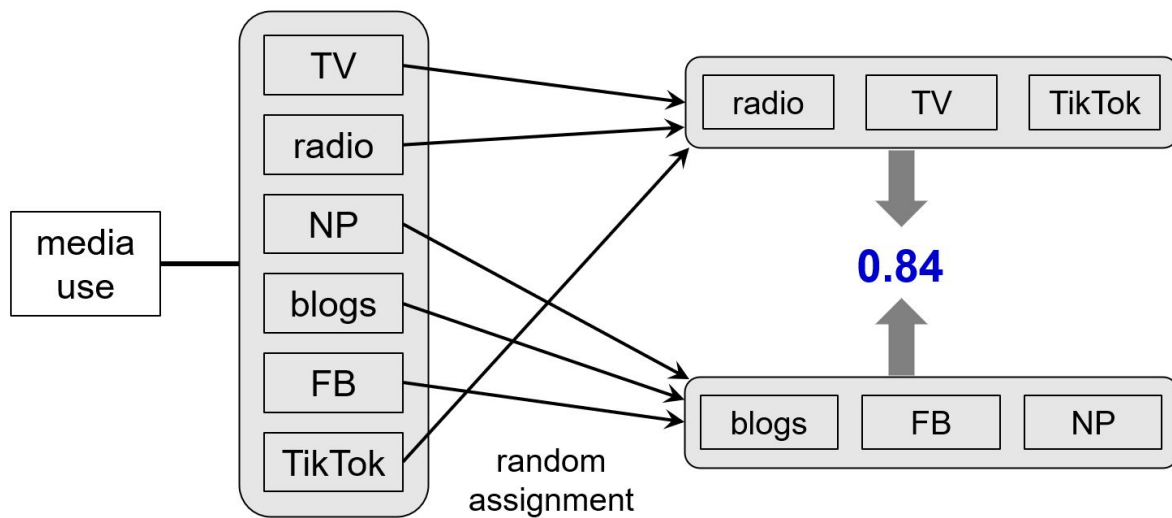 media
use
TV
radio
NP
blogs
FB
TikTok
random
assignment
radio TV TikTok
0.84
blogs FB NP